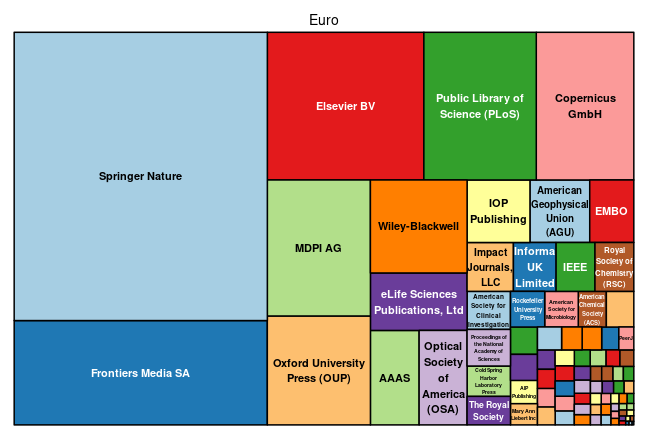 Euro
Springer Nature
Frontiers Media SA
Elsevier BV
Public Library of
Science (PLoS)
Copernicus
GmbH
MDPI AG
Oxford University
Press (OUP)
Wiley-Blackwell
eLife Sciences
Publications, Ltd
AAAS
Optical
Society
of
America
(OSA)
IOP
Publishing
American
Geophysical
Union
(AGU)
EMBO
Impact
Journals,
LLC
Informa
UK
Limited
IEEE
Royal
Society of
Chemisry
(RSC)
American
Society for
Clinical
Investigation
Rockefeller
University
Press
American
Society for
Microbiology
American
Chemical
Society
(ACS)
Proceedings of
the National
Academy of
Sciences
Cold Spring
Harbor
Laboratory
Press
The Royal
Society
AIP
Publishing
Mary Ann
Liebert Inc
PeerJ